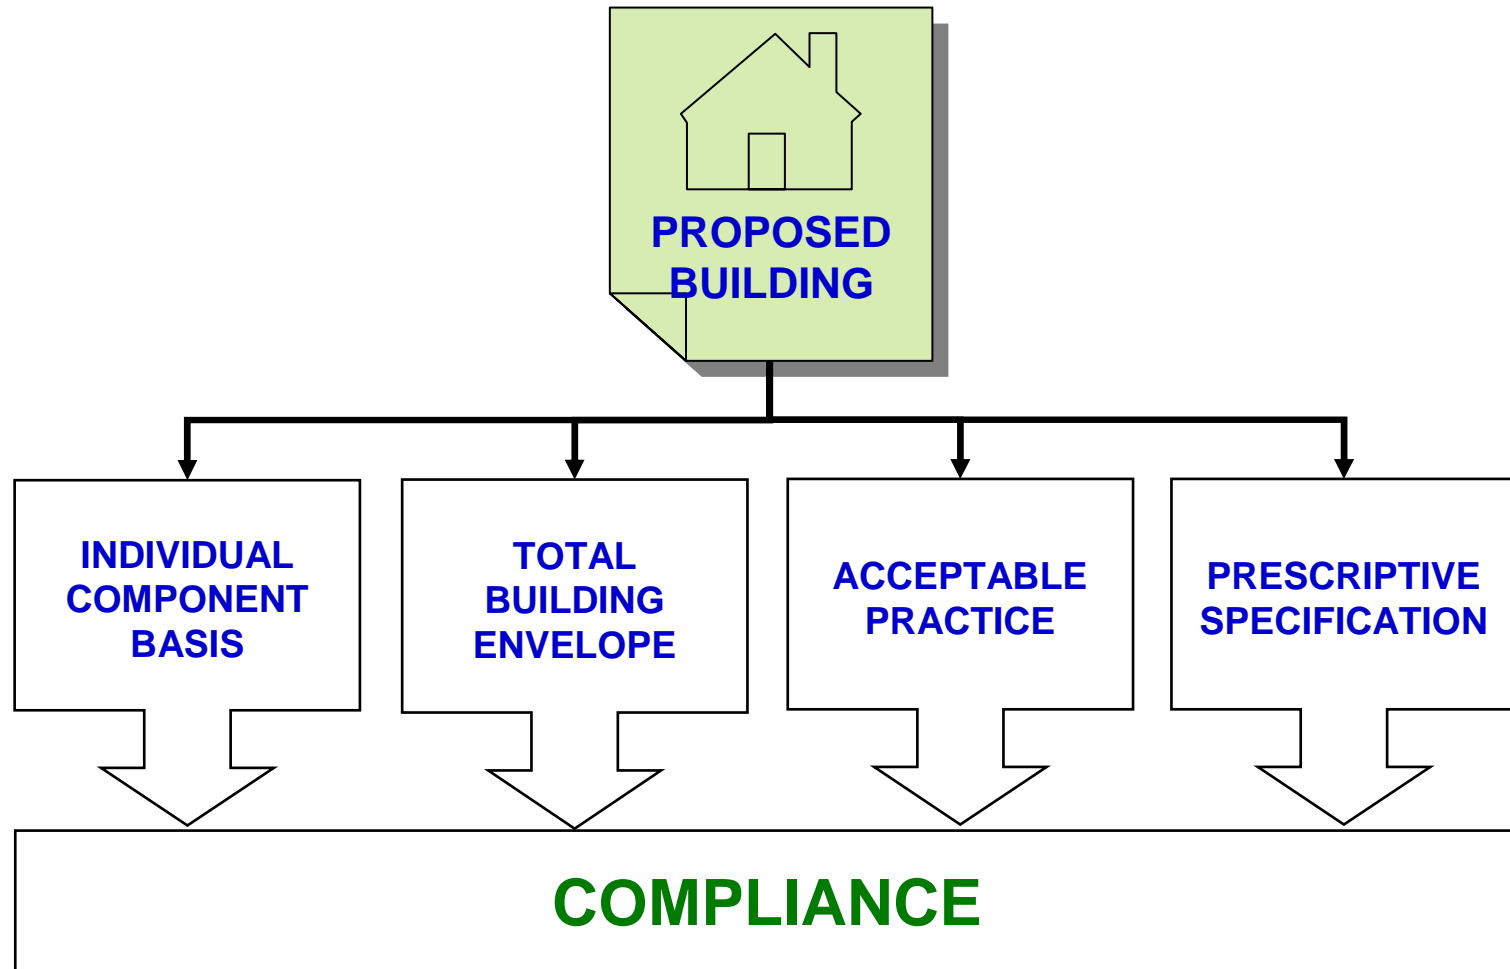 PROPOSED
BUILDING
INDIVIDUAL
COMPONENT
BASIS
TOTAL
BUILDING
ENVELOPE
ACCEPTABLE
PRACTICE
PRESCRIPTIVE
SPECIFICATION
COMPLIANCE